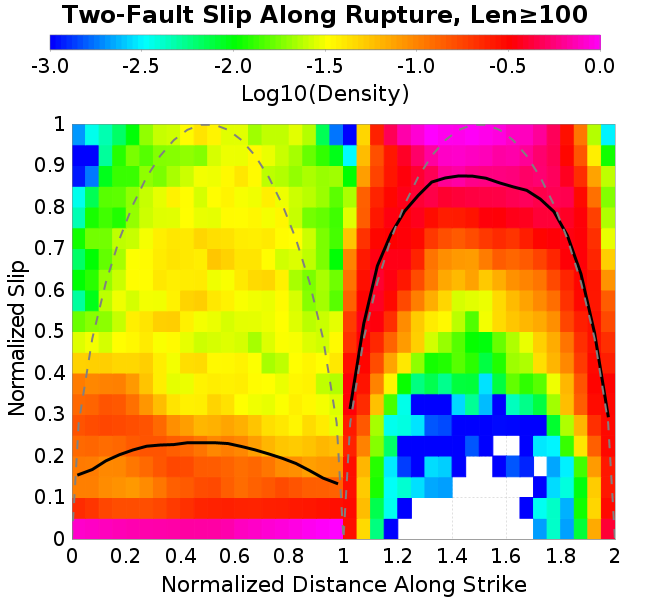 Two-Fault Slip Along Rupture, Len≥100
-3.0 -2.5 -2.0 -1.5 -1.0 -0.5 0.0
Log10(Density)
1
0.9
0.8
0.7
0.6
0.5
0.4
0.3
0.2
0.1
0
Normalized Slip
0 0.2 0.4 0.6 0.8 1 1.2 1.4 1.6 1.8 2
Normalized Distance Along Strike